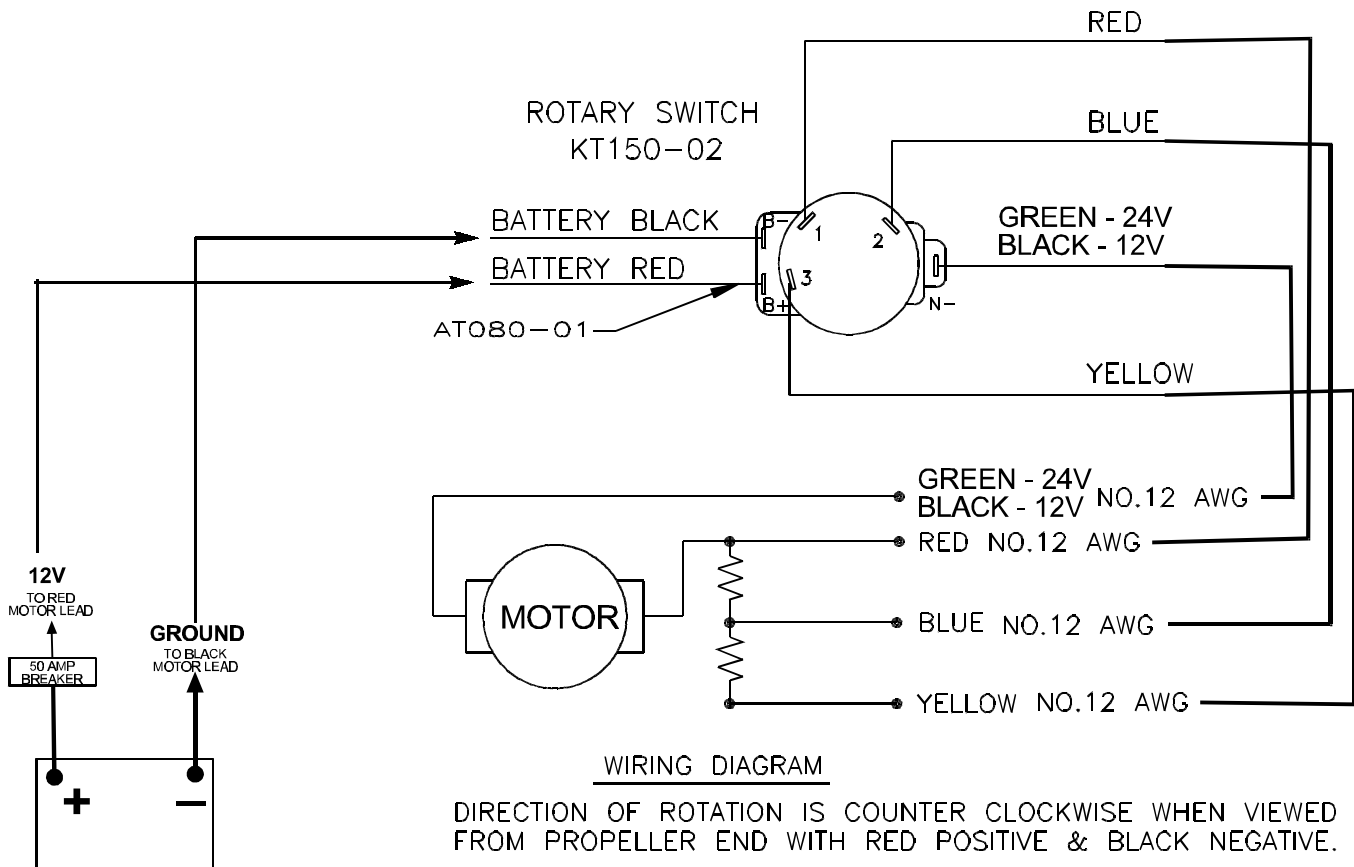 RED
ROTARY SWITCH
KT150-02
BLUE
BATTERY BLACK
B-
1
2
GREEN - 24V
BLACK - 12V
BATTERY RED
3
B+
N-
AT080-01
YELLOW
GREEN - 24V
BLACK - 12V
NO.12 AWG
RED NO.12 AWG
MOTOR
BLUE NO.12 AWG
YELLOW NO.12 AWG
12V
TO RED
MOTOR LEAD
GROUND
TO BLACK
MOTOR LEAD
50 AMP
BREAKER
+
−
WIRING DIAGRAM
DIRECTION OF ROTATION IS COUNTER CLOCKWISE WHEN VIEWED
FROM PROPELLER END WITH RED POSITIVE & BLACK NEGATIVE.